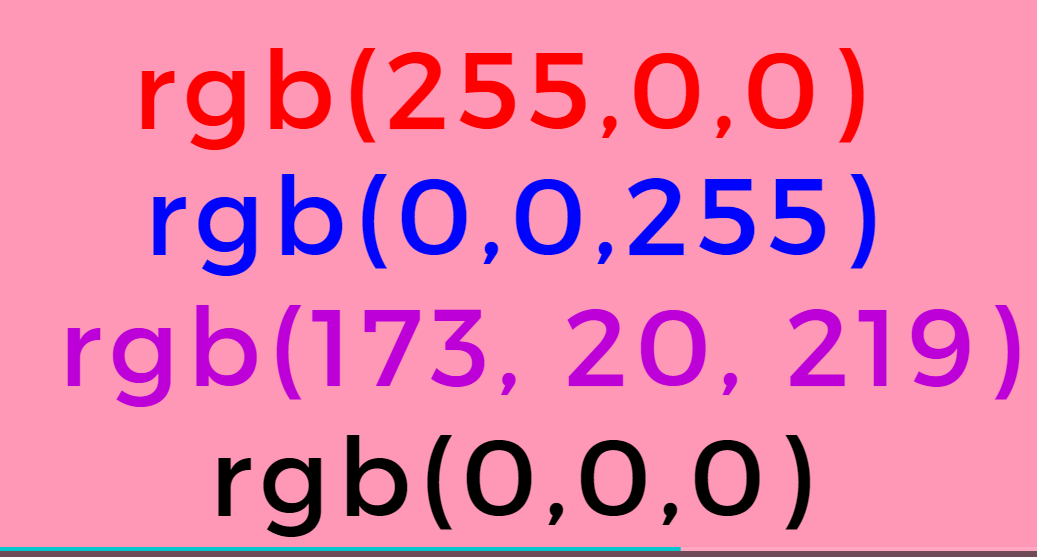 rgb(255,0,0)
rgb(0,0,255)
rgb(173, 20, 219)
rgb(0,0,0)